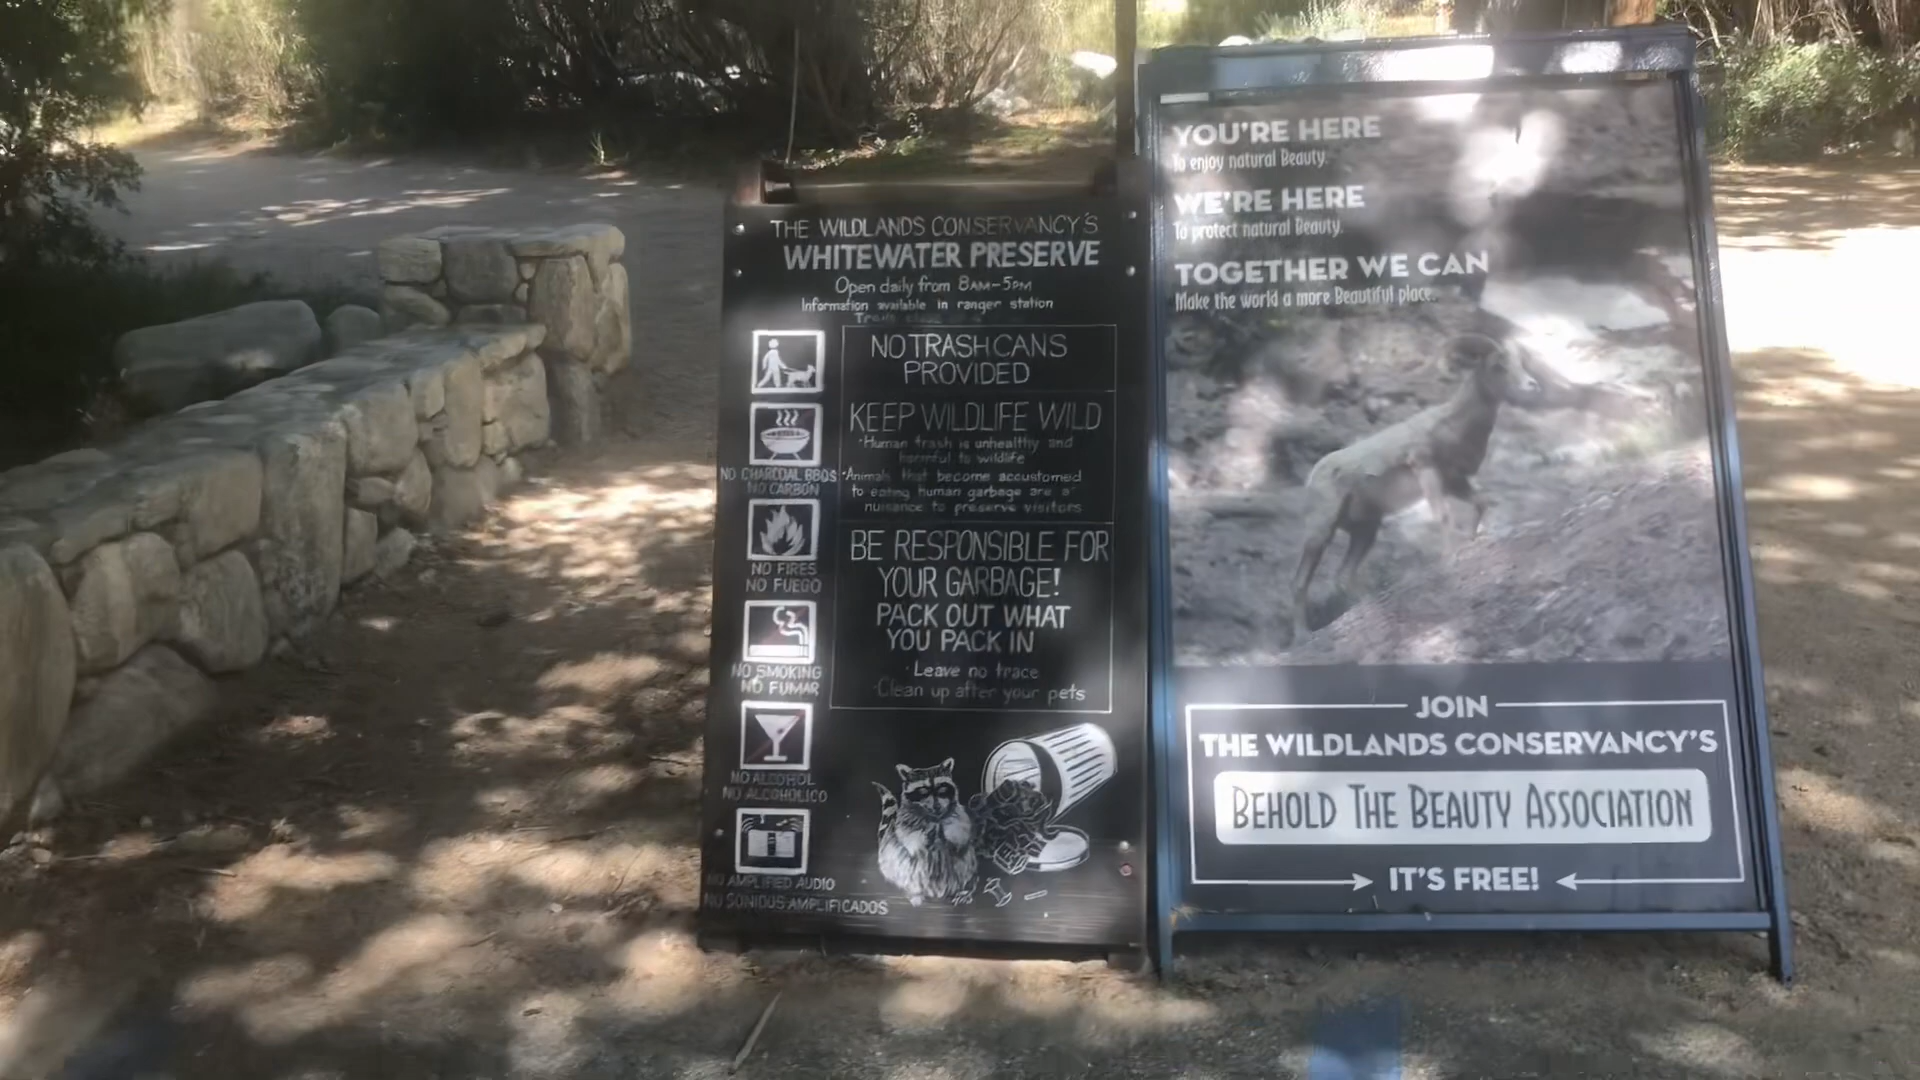 THE WILDLANDS CONSERVANCY'S
WHITEWATER PRESERVE
Open daily from 8AM-5PM
Information available in ranger station
NO CHARCOAL BBQS
NO CARBON
NO FIRES
NO FUEGO
NO SMOKING
NO FUMAR
NO ALCOHOL
NO ALCOHOLICO
NO AMPLIFIED AUDIO
NO SONIDOS AMPLIFICADOS
NO TRASH CANS
PROVIDED
KEEP WILDLIFE WILD
•Human trash is unhealthy and
harmful to wildlife
•Animals that become accustomed
to eating human garbage are a
nuisance to preserve visitors
BE RESPONSIBLE FOR
YOUR GARBAGE!
PACK OUT WHAT
YOU PACK IN
•Leave no trace
•Clean up after your pets
YOU'RE HERE
To enjoy natural Beauty.
WE'RE HERE
To protect natural Beauty.
TOGETHER WE CAN
Make the world a more Beautiful place.
JOIN
THE WILDLANDS CONSERVANCY'S
BEHOLD THE BEAUTY ASSOCIATION
IT'S FREE!